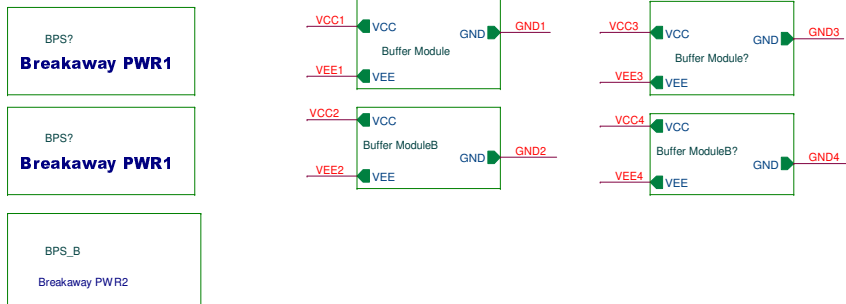 BPS?
Breakaway PWR1
BPS?
Breakaway PWR1
BPS_B
Breakaway PWR2
VCC1
VCC
GND
GND1
Buffer Module
VEE1
VEE
VCC2
VCC
Buffer ModuleB
GND
GND2
VEE2
VEE
VCC3
VCC
GND
GND3
Buffer Module?
VEE3
VEE
VCC4
VCC
Buffer ModuleB?
GND
GND4
VEE4
VEE